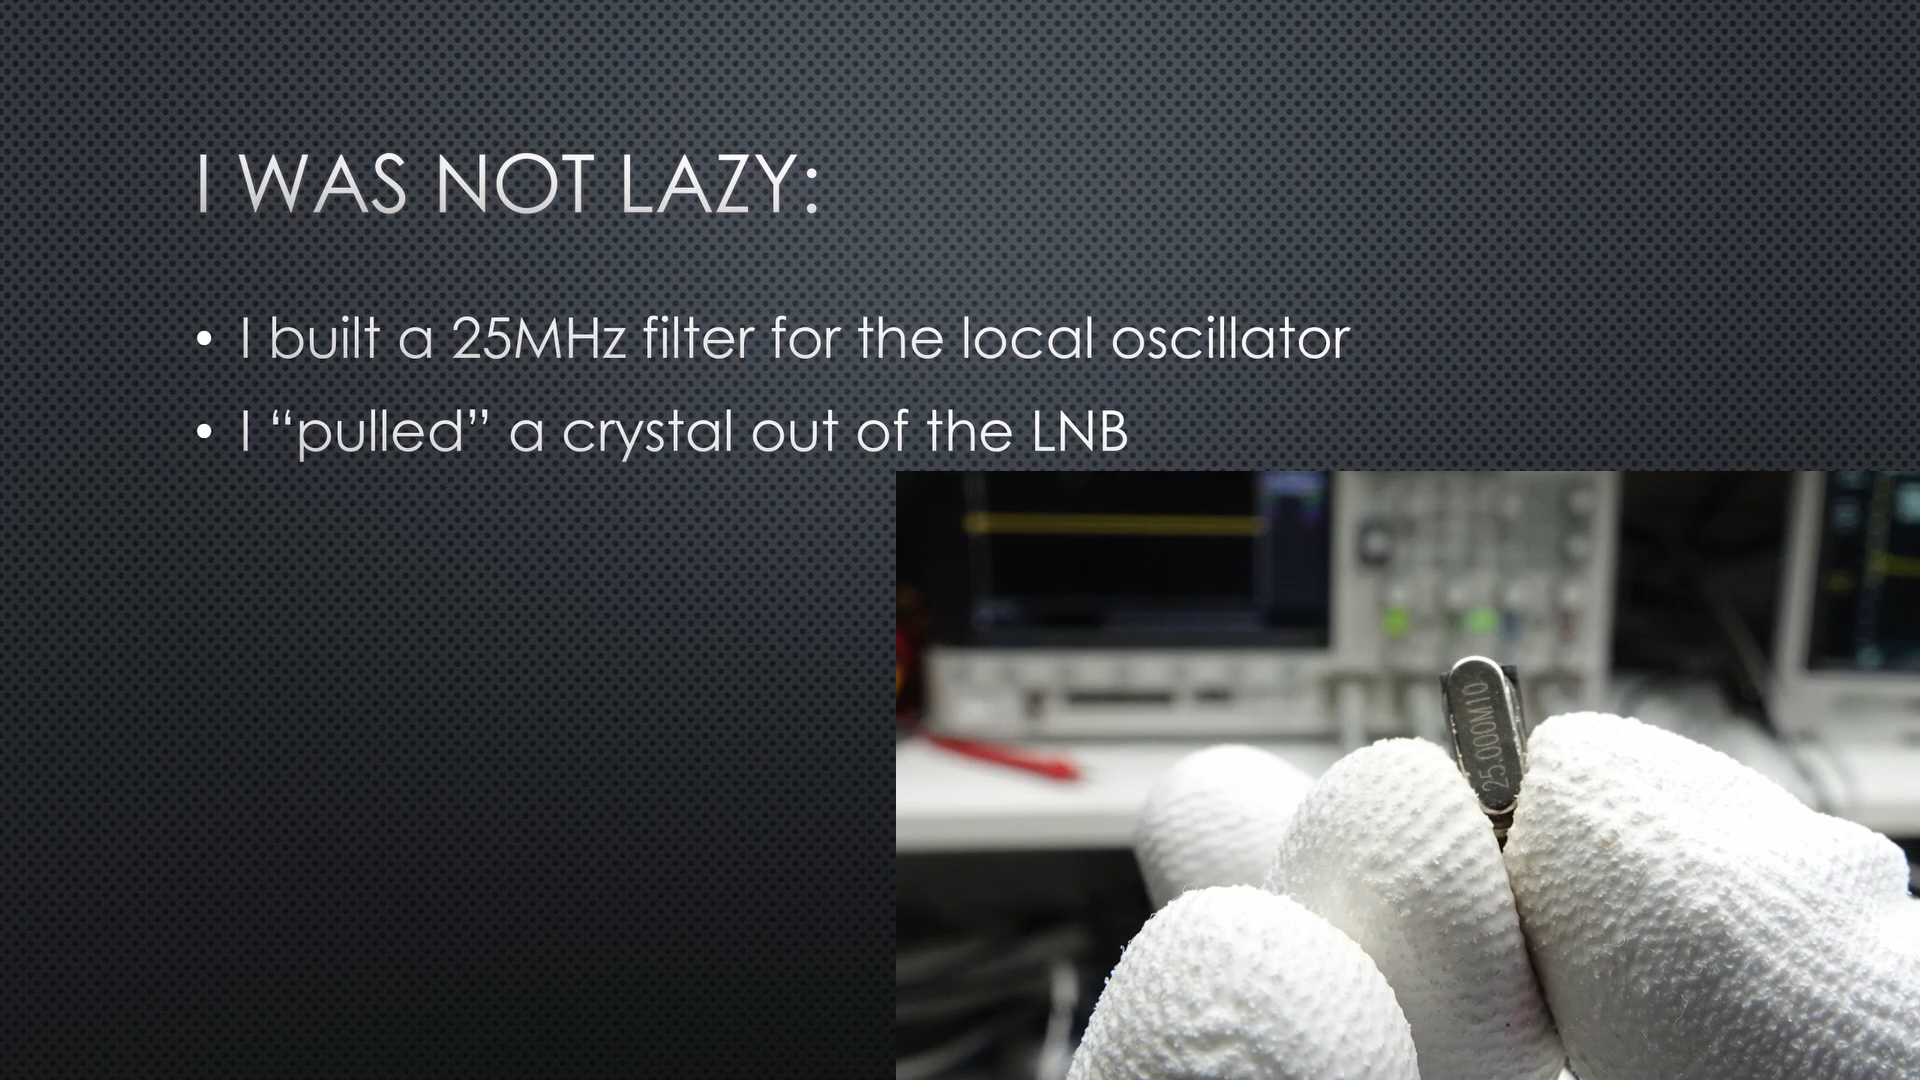 I WAS NOT LAZY:
• I built a 25MHz filter for the local oscillator
• I “pulled” a crystal out of the LNB
25.000M10